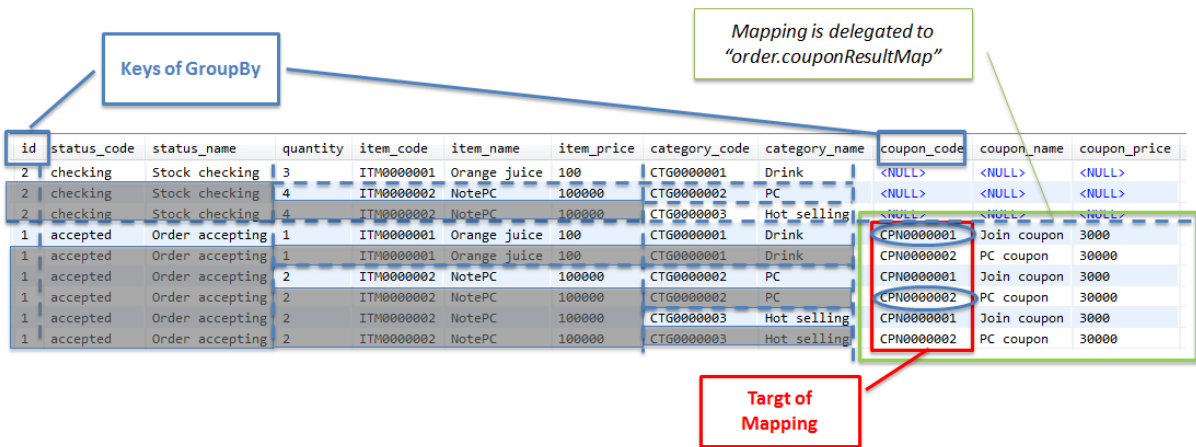 Mapping is delegated to
“order.couponResultMap”
Keys of GroupBy
id status_code status_name quantity item_code item_name item_price category_code category_name coupon_code coupon_name coupon_price
2 checking Stock checking 3 ITM0000001 Orange juice 100 CTG0000001 Drink <NULL> <NULL> <NULL>
2 checking Stock checking 4 ITM0000002 NotePC 100000 CTG0000002 PC <NULL> <NULL> <NULL>
2 checking Stock checking 4 ITM0000002 NotePC 100000 CTG0000003 Hot selling <NULL> <NULL> <NULL>
1 accepted Order accepting 1 ITM0000001 Orange juice 100 CTG0000001 Drink CPN0000001 Join coupon 3000
1 accepted Order accepting 1 ITM0000001 Orange juice 100 CTG0000001 Drink CPN0000002 PC coupon 30000
1 accepted Order accepting 2 ITM0000002 NotePC 100000 CTG0000002 PC CPN0000001 Join coupon 3000
1 accepted Order accepting 2 ITM0000002 NotePC 100000 CTG0000002 PC CPN0000002 PC coupon 30000
1 accepted Order accepting 2 ITM0000002 NotePC 100000 CTG0000003 Hot selling CPN0000001 Join coupon 3000
1 accepted Order accepting 2 ITM0000002 NotePC 100000 CTG0000003 Hot selling CPN0000002 PC coupon 30000
Targt of
Mapping